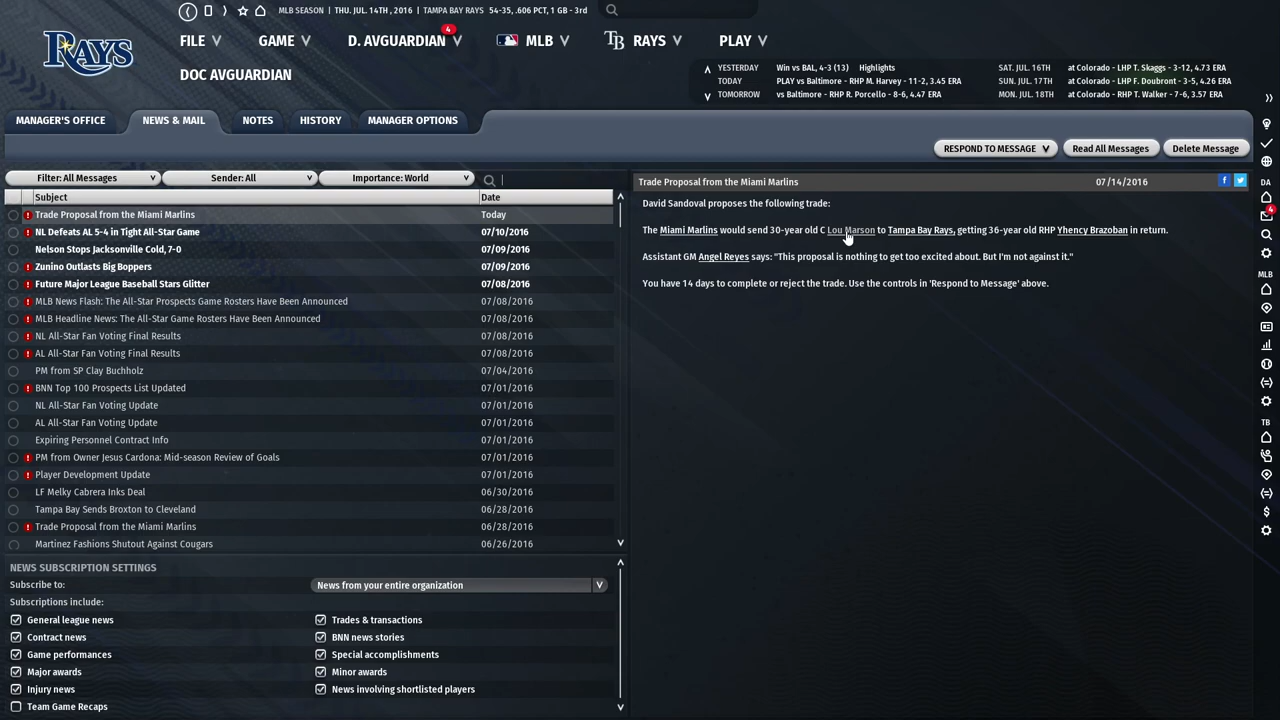 MLB SEASON | THU. JUL. 14TH , 2016 | TAMPA BAY RAYS 54-35, .606 PCT, 1 GB - 3rd
RAYS
FILE GAME D. AVGUARDIAN 4 MLB TB RAYS PLAY
DOC AVGUARDIAN
YESTERDAY Win vs BAL, 4-3 (13) Highlights SAT. JUL. 16TH at Colorado - LHP T. Skaggs - 3-12, 4.73 ERA
TODAY PLAY vs Baltimore - RHP M. Harvey - 11-2, 3.45 ERA SUN. JUL. 17TH at Colorado - LHP F. Doubront - 3-5, 4.26 ERA
TOMORROW vs Baltimore - RHP R. Porcello - 8-6, 4.47 ERA MON. JUL. 18TH at Colorado - RHP T. Walker - 7-6, 3.57 ERA
MANAGER'S OFFICE NEWS & MAIL NOTES HISTORY MANAGER OPTIONS
RESPOND TO MESSAGE Read All Messages Delete Message
Filter: All Messages Sender: All Importance: World
Subject Date
Trade Proposal from the Miami Marlins Today
NL Defeats AL 5-4 in Tight All-Star Game 07/10/2016
Nelson Stops Jacksonville Cold, 7-0 07/09/2016
Zunino Outlasts Big Boppers 07/09/2016
Future Major League Baseball Stars Glitter 07/08/2016
MLB News Flash: The All-Star Prospects Game Rosters Have Been Announced 07/08/2016
MLB Headline News: The All-Star Game Rosters Have Been Announced 07/08/2016
NL All-Star Fan Voting Final Results 07/08/2016
AL All-Star Fan Voting Final Results 07/08/2016
PM from SP Clay Buchholz 07/04/2016
BNN Top 100 Prospects List Updated 07/01/2016
NL All-Star Fan Voting Update 07/01/2016
AL All-Star Fan Voting Update 07/01/2016
Expiring Personnel Contract Info 07/01/2016
PM from Owner Jesus Cardona: Mid-season Review of Goals 07/01/2016
Player Development Update 07/01/2016
LF Melky Cabrera Inks Deal 06/30/2016
Tampa Bay Sends Broxton to Cleveland 06/28/2016
Trade Proposal from the Miami Marlins 06/28/2016
Martinez Fashions Shutout Against Cougars 06/26/2016
Trade Proposal from the Miami Marlins 07/14/2016
David Sandoval proposes the following trade:
The Miami Marlins would send 30-year old C Lou Marson to Tampa Bay Rays, getting 36-year old RHP Yhency Brazoban in return.
Assistant GM Angel Reyes says: "This proposal is nothing to get too excited about. But I'm not against it."
You have 14 days to complete or reject the trade. Use the controls in 'Respond to Message' above.
NEWS SUBSCRIPTION SETTINGS
Subscribe to: News from your entire organization
Subscriptions include:
General league news Trades & transactions
Contract news BNN news stories
Game performances Special accomplishments
Major awards Minor awards
Injury news News involving shortlisted players
Team Game Recaps
DA
4
MLB
TB